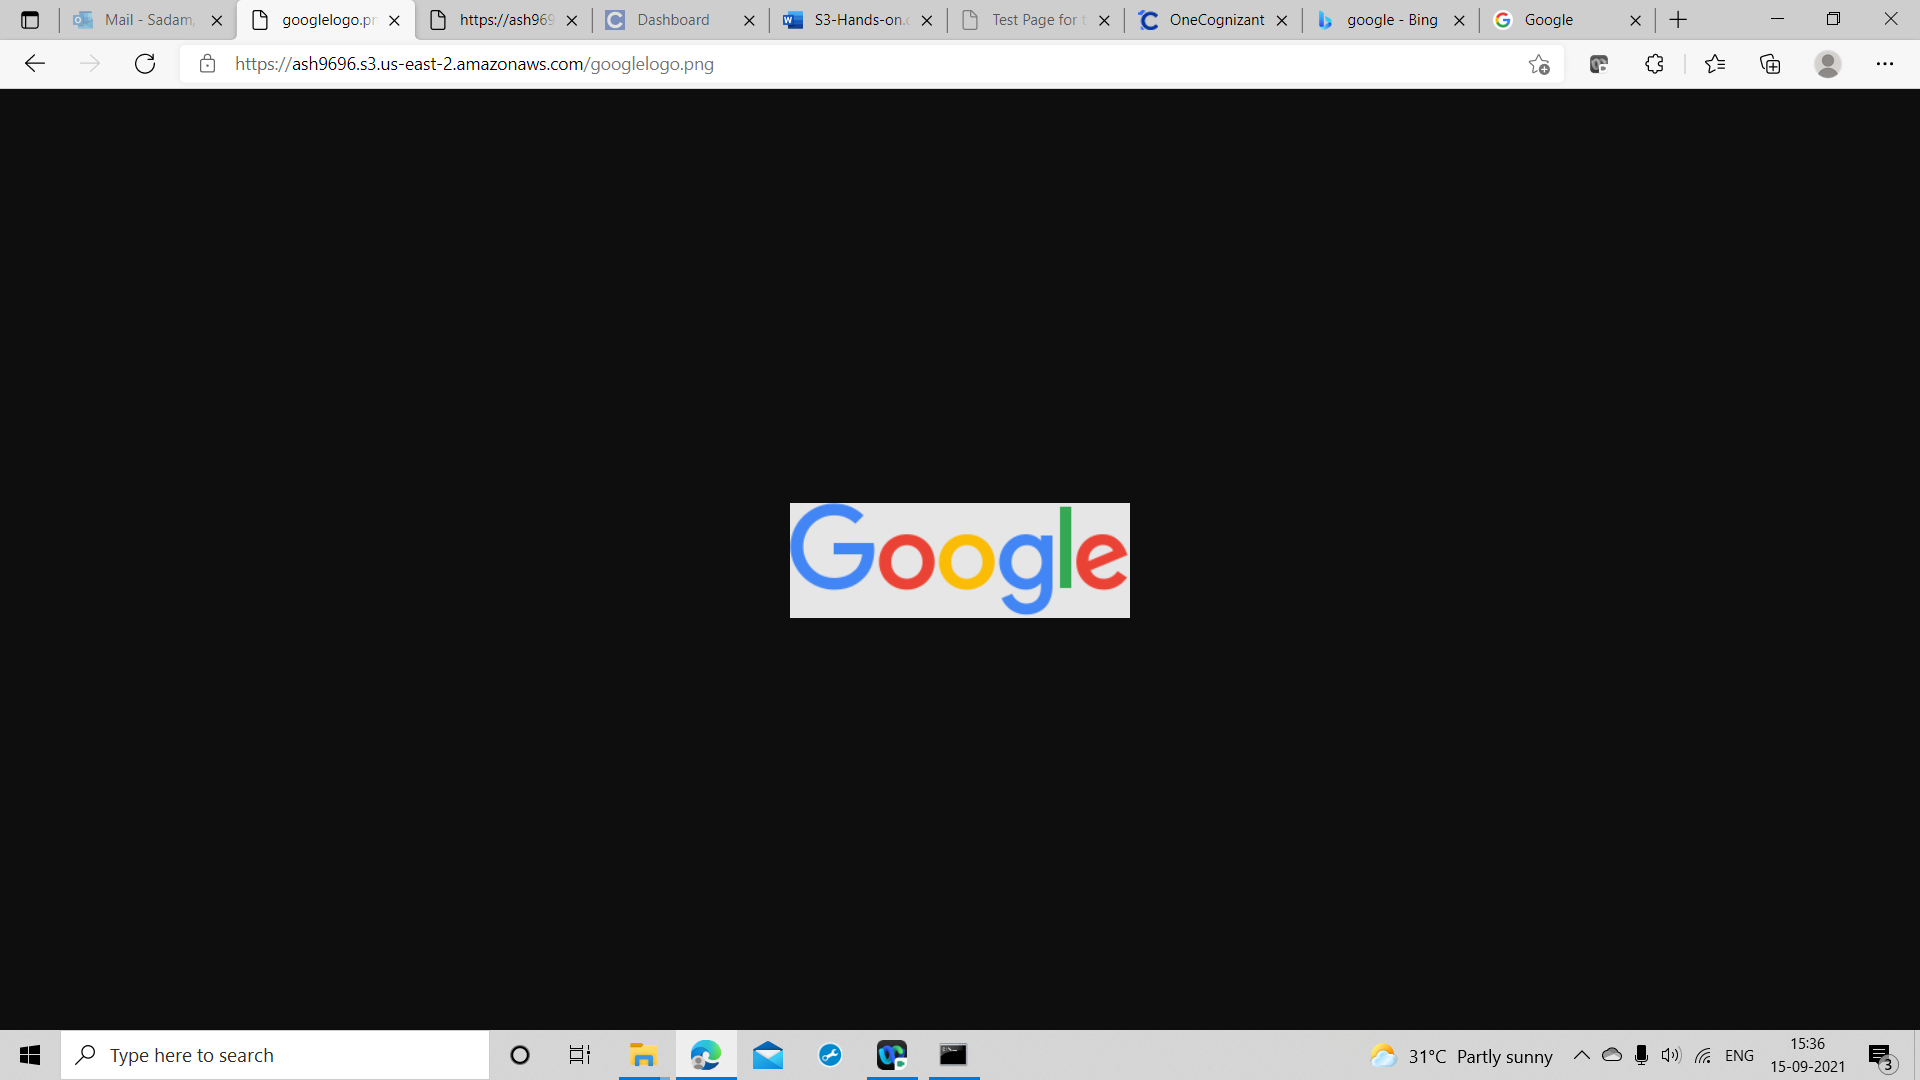 Mail - Sadam,
googlelogo.pn
https://ash969
Dashboard
S3-Hands-on.
Test Page for t
OneCognizant
google - Bing
Google
https://ash9696.s3.us-east-2.amazonaws.com/googlelogo.png
Google
Type here to search
31°C Partly sunny
ENG
15:36
15-09-2021
3